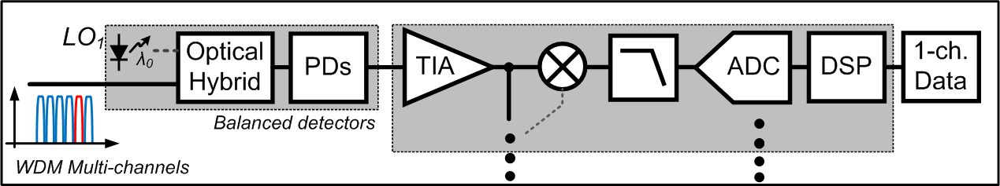 LO1
λ0
Optical
Hybrid
PDs
TIA
ADC
DSP
1-ch.
Data
Balanced detectors
WDM Multi-channels